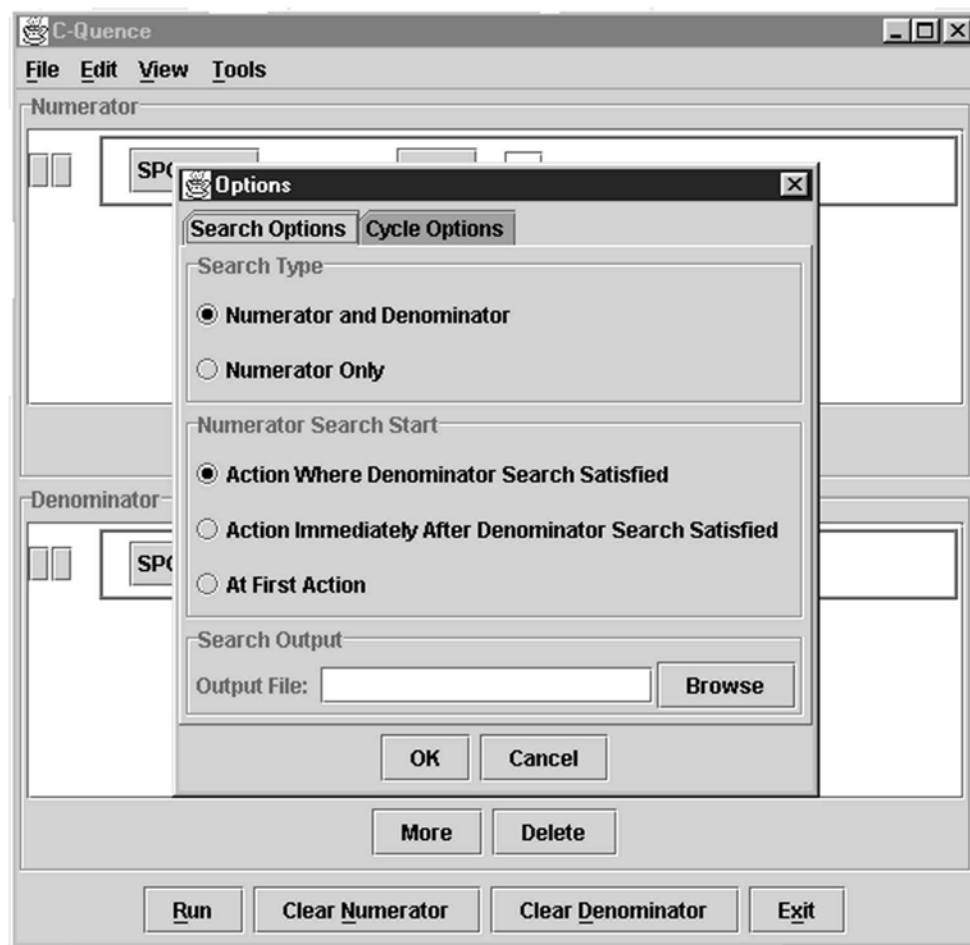 C-Quence
File Edit View Tools
Numerator
Options
Search Options Cycle Options
Search Type
Numerator and Denominator
Numerator Only
Numerator Search Start
Action Where Denominator Search Satisfied
Action Immediately After Denominator Search Satisfied
At First Action
Search Output
Output File: Browse
OK Cancel
Denominator
More Delete
Run Clear Numerator Clear Denominator Exit